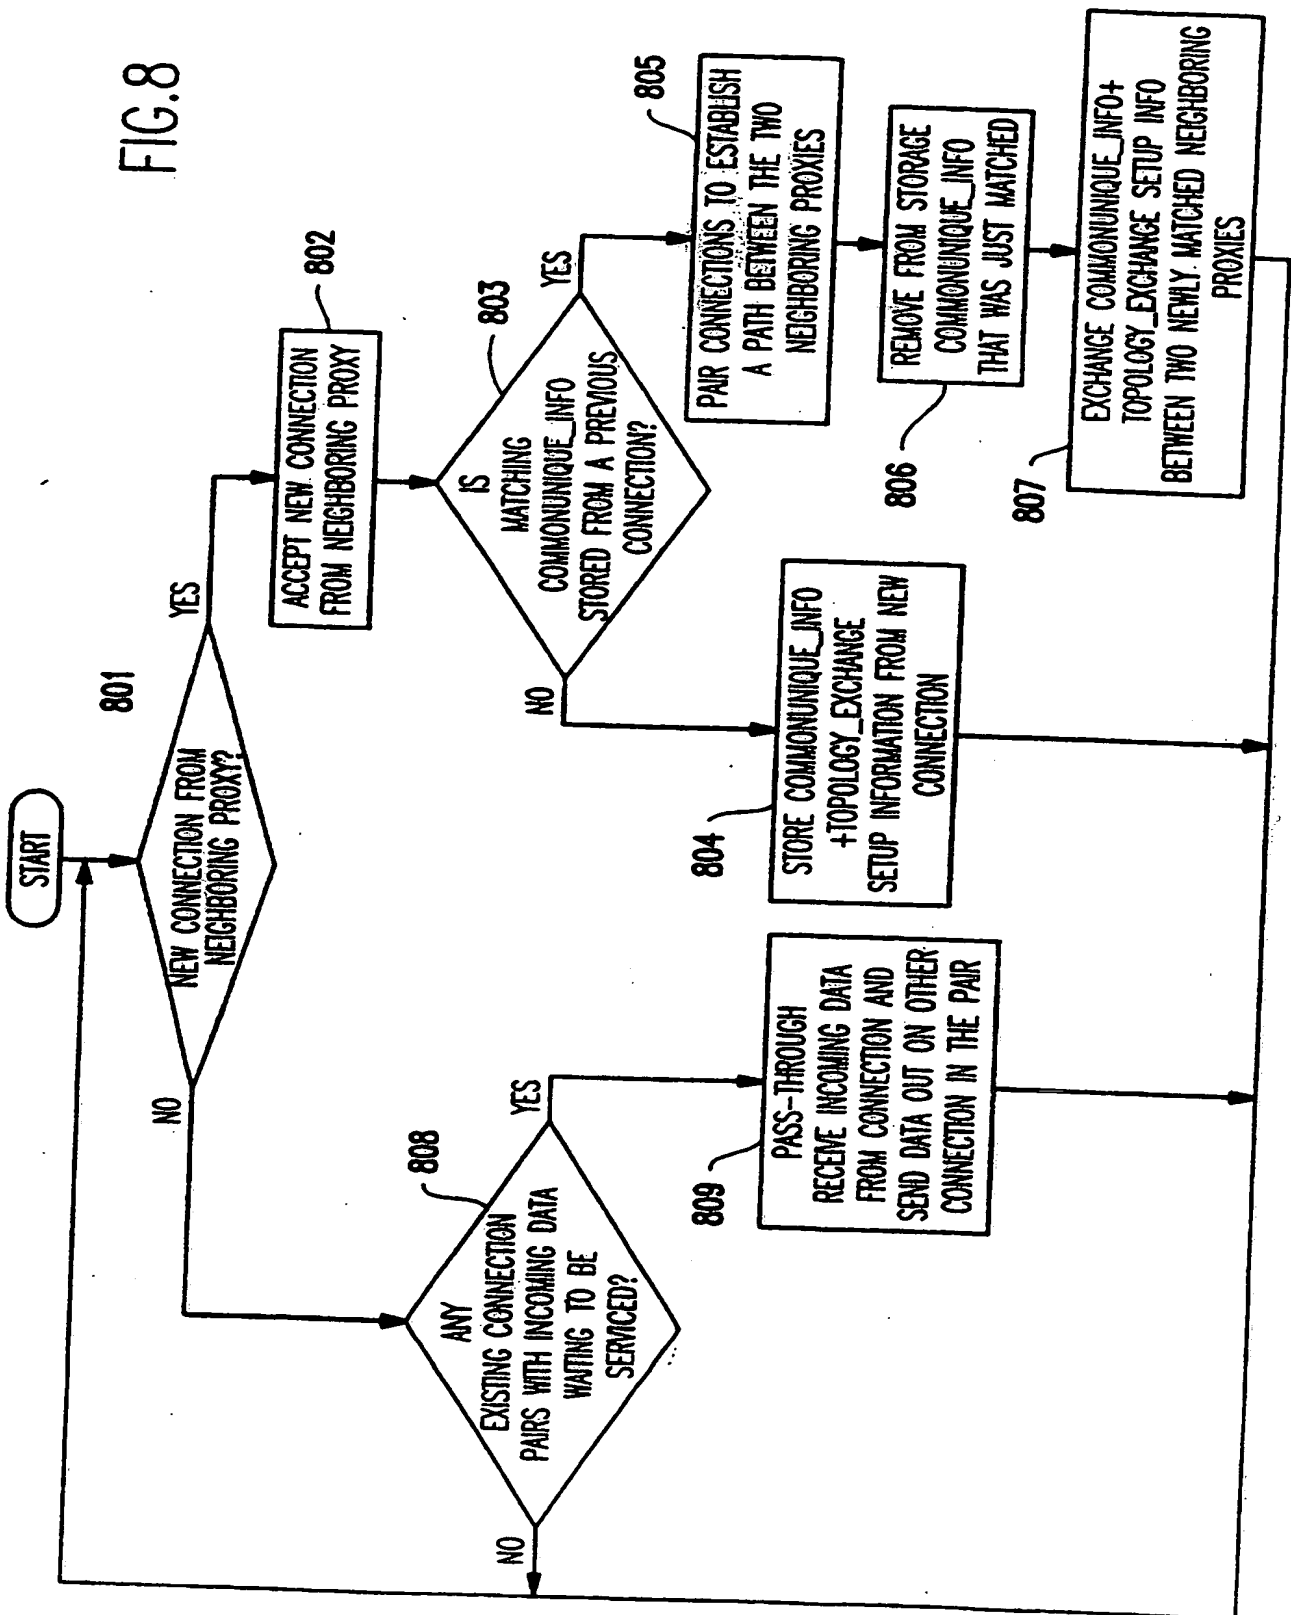 FIG.8
START
801
NEW CONNECTION FROM
NEIGHBORING PROXY?
YES
NO
802
ACCEPT NEW CONNECTION
FROM NEIGHBORING PROXY
803
IS
MATCHING
COMMONUNIQUE_INFO
STORED FROM A PREVIOUS
CONNECTION?
YES
NO
805
PAIR CONNECTIONS TO ESTABLISH
A PATH BETWEEN THE TWO
NEIGHBORING PROXIES
806
REMOVE FROM STORAGE
COMMONUNIQUE_INFO
THAT WAS JUST MATCHED
807
EXCHANGE COMMONUNIQUE_INFO+
TOPOLOGY_EXCHANGE SETUP INFO
BETWEEN TWO NEWLY MATCHED NEIGHBORING
PROXIES
804
STORE COMMONUNIQUE_INFO
+TOPOLOGY_EXCHANGE
SETUP INFORMATION FROM NEW
CONNECTION
808
ANY
EXISTING CONNECTION
PAIRS WITH INCOMING DATA
WAITING TO BE
SERVICED?
YES
NO
809
PASS-THROUGH
RECEIVE INCOMING DATA
FROM CONNECTION AND
SEND DATA OUT ON OTHER
CONNECTION IN THE PAIR